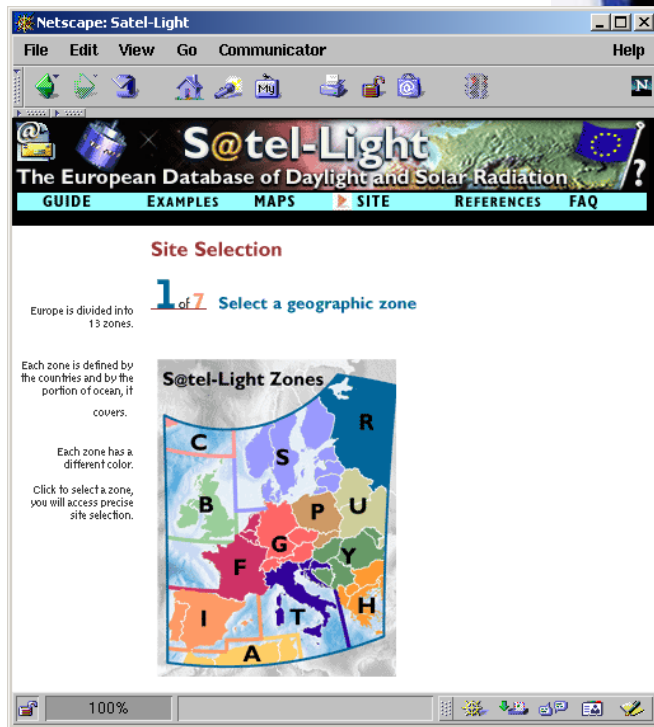 Netscape: Satel-Light
File Edit View Go Communicator Help
My
@
N
@
S@tel-Light
The European Database of Daylight and Solar Radiation
?
GUIDE EXAMPLES MAPS SITE REFERENCES FAQ
Site Selection
1 of 7 Select a geographic zone
Europe is divided into
13 zones.
Each zone is defined by
the countries and by the
portion of ocean, it
covers.
Each zone has a
different color.
Click to select a zone,
you will access precise
site selection.
S@tel-Light Zones
R
C
S
B
P
U
G
Y
F
I
T
H
A
100%